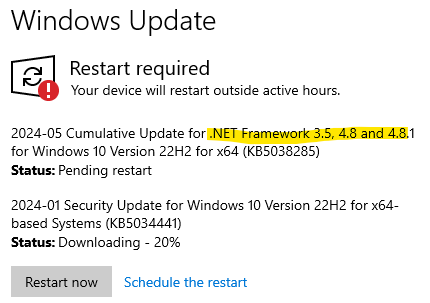 Windows Update
Restart required
Your device will restart outside active hours.
2024-05 Cumulative Update for .NET Framework 3.5, 4.8 and 4.8.1
for Windows 10 Version 22H2 for x64 (KB5038285)
Status: Pending restart
2024-01 Security Update for Windows 10 Version 22H2 for x64-
based Systems (KB5034441)
Status: Downloading - 20%
Restart now
Schedule the restart